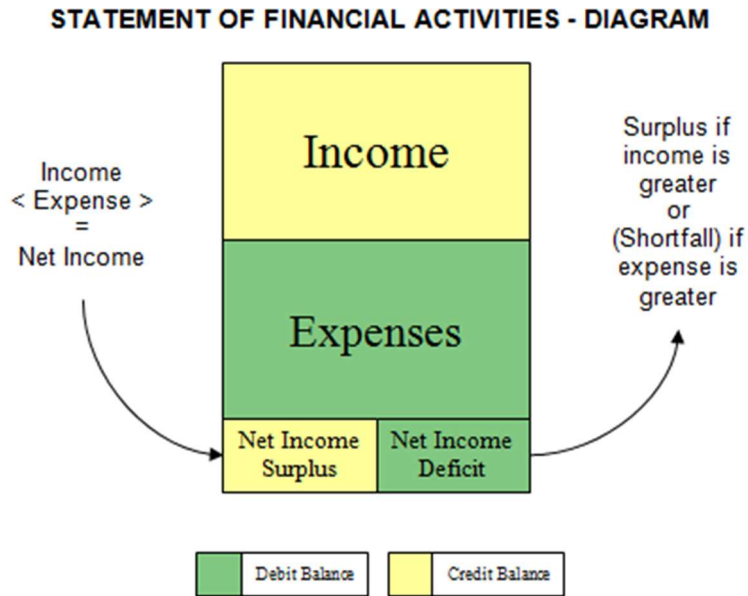 STATEMENT OF FINANCIAL ACTIVITIES - DIAGRAM
Income
< Expense >
=
Net Income
Income
Expenses
Net Income
Surplus
Net Income
Deficit
Surplus if
income is
greater
or
(Shortfall) if
expense is
greater
Debit Balance
Credit Balance